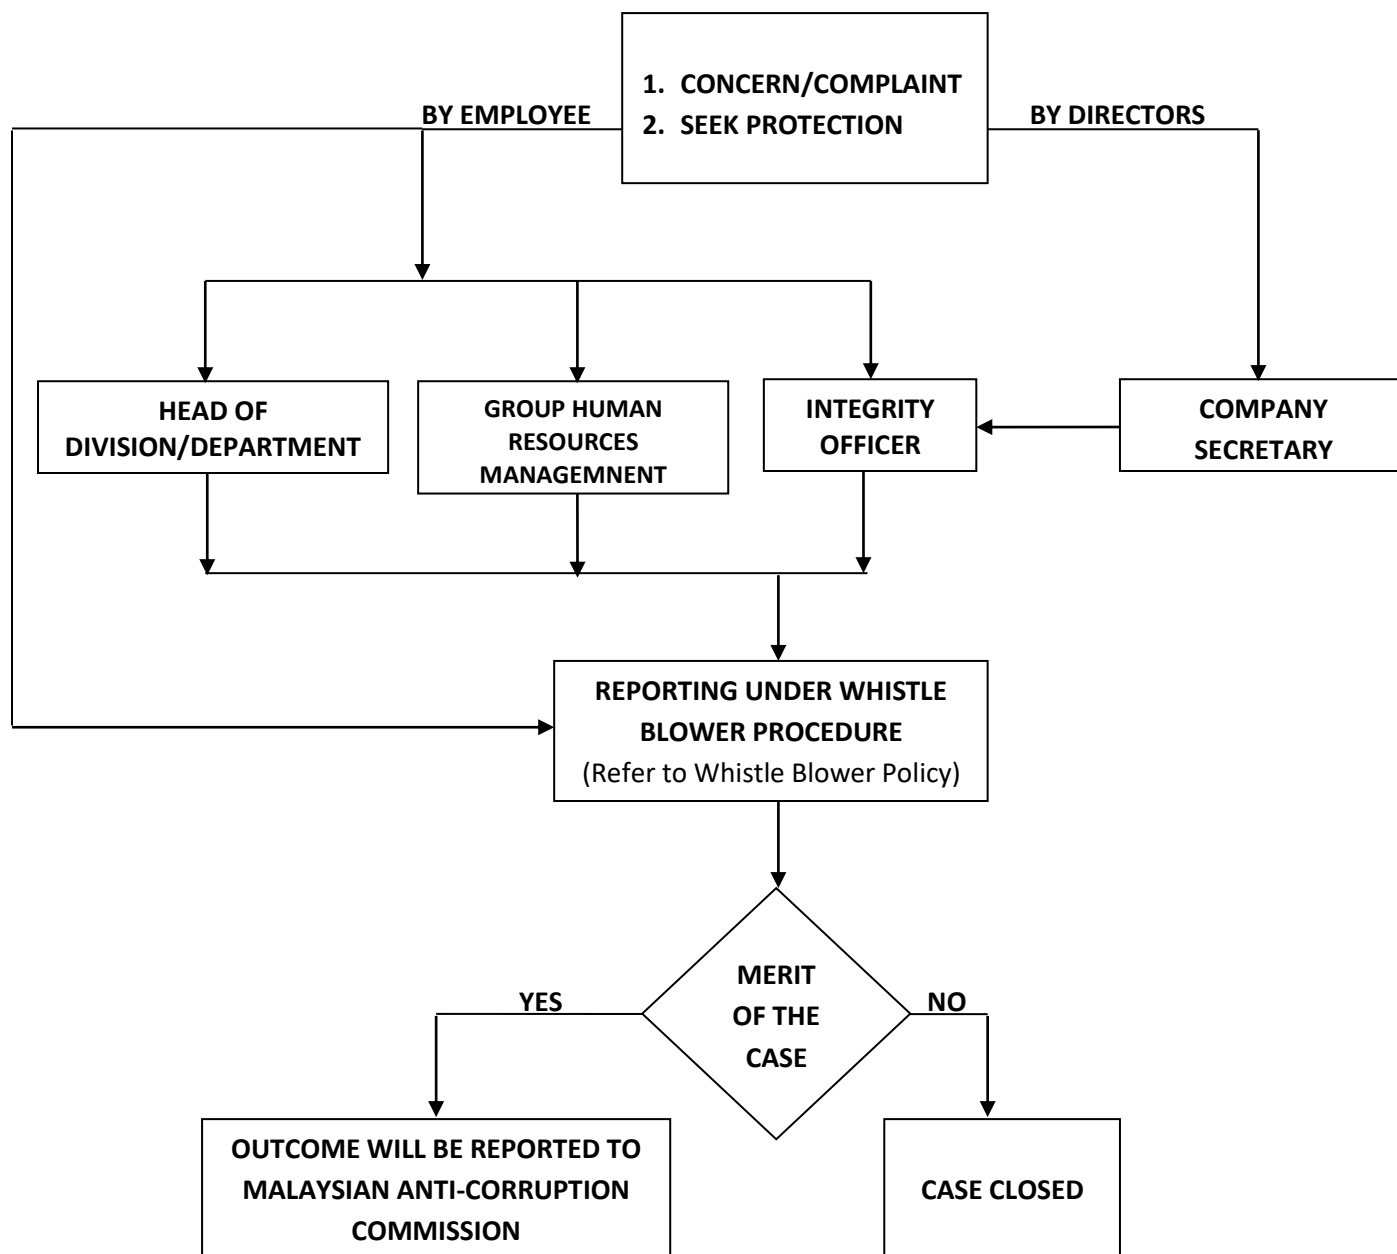 1. CONCERN/COMPLAINT
2. SEEK PROTECTION
BY EMPLOYEE
BY DIRECTORS
HEAD OF
DIVISION/DEPARTMENT
GROUP HUMAN
RESOURCES
MANAGEMNENT
INTEGRITY
OFFICER
COMPANY
SECRETARY
REPORTING UNDER WHISTLE
BLOWER PROCEDURE
(Refer to Whistle Blower Policy)
MERIT
OF THE
CASE
YES
NO
OUTCOME WILL BE REPORTED TO
MALAYSIAN ANTI-CORRUPTION
COMMISSION
CASE CLOSED